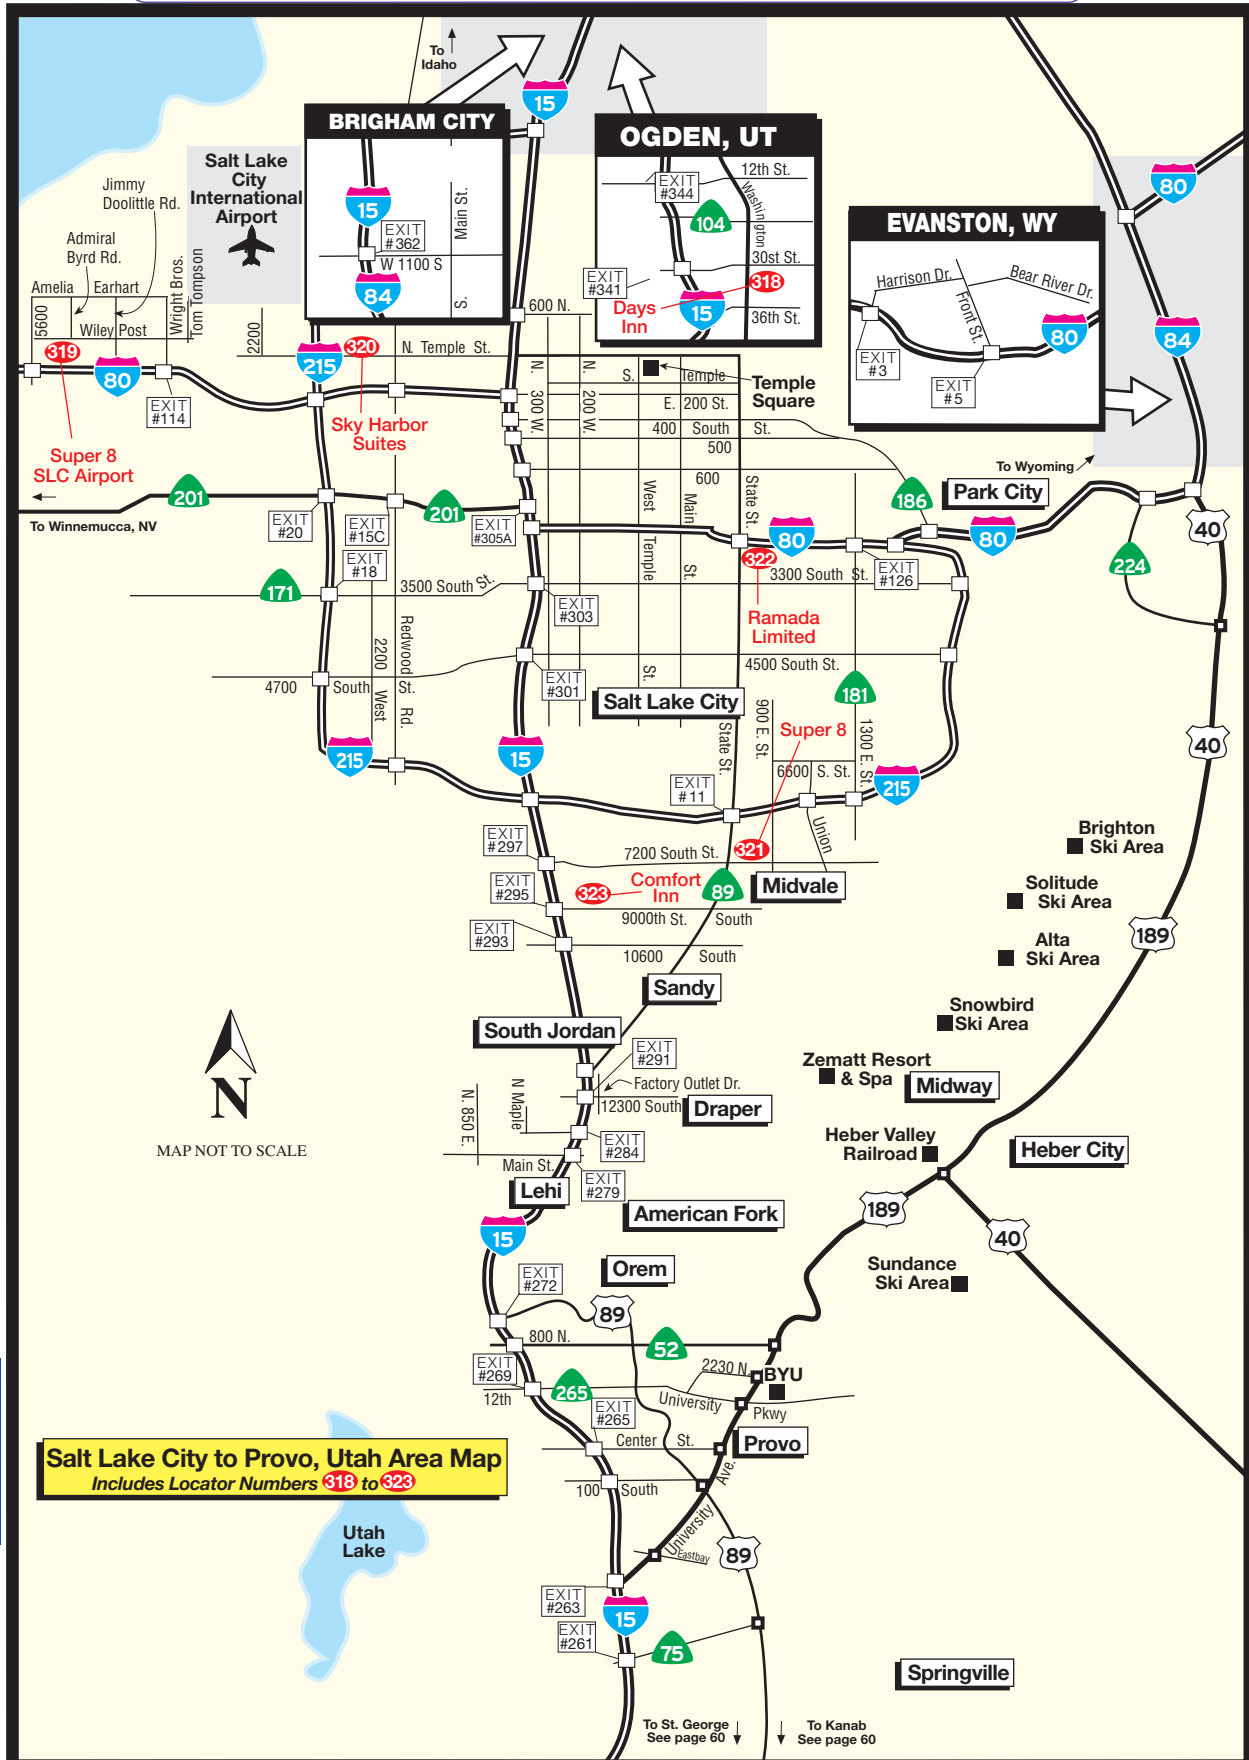 To
Idaho
15
BRIGHAM CITY
15
EXIT
#362
Main St.
W 1100 S
84
S.
OGDEN, UT
12th St.
EXIT
#344
Washington
104
30st St.
EXIT
#341
318
Days
Inn
15
36th St.
80
EVANSTON, WY
Harrison Dr.
Bear River Dr.
Front St.
80
EXIT
#3
EXIT
#5
84
Salt Lake
City
International
Airport
Jimmy
Doolittle Rd.
Admiral
Byrd Rd.
Amelia
Earhart
Wright Bros.
Tom Tompson
5600
Wiley Post
2200
319
80
EXIT
#114
215
320
N. Temple St.
600 N.
Sky Harbor
Suites
Super 8
SLC Airport
N.
300 W.
N.
200 W.
S. Temple
Temple
Square
E. 200 St.
400 South St.
500
600
To Wyoming
201
To Winnemucca, NV
201
EXIT
#20
EXIT
#15C
EXIT
#305A
EXIT
#18
West
Temple
St.
Main
St.
State St.
80
186
Park City
80
40
224
322
3300 South St.
EXIT
#126
171
3500 South St.
EXIT
#303
Ramada
Limited
2200
West
Redwood
Rd.
4700 South St.
4500 South St.
EXIT
#301
Salt Lake City
181
State St.
900 E. St.
Super 8
1300 E. St.
40
215
15
6600 S. St.
215
EXIT
#11
Union
EXIT
#297
7200 South St.
321
Brighton
Ski Area
EXIT
#295
323
Comfort
Inn
89
Midvale
Solitude
Ski Area
9000th St. South
EXIT
#293
189
10600 South
Alta
Ski Area
Sandy
Snowbird
Ski Area
South Jordan
EXIT
#291
Zematt Resort
& Spa
Midway
Factory Outlet Dr.
N
MAP NOT TO SCALE
N. 850 E.
N Maple
12300 South
Draper
EXIT
#284
Heber Valley
Railroad
Heber City
Main St.
EXIT
#279
Lehi
American Fork
189
15
40
Orem
Sundance
Ski Area
EXIT
#272
89
800 N.
52
EXIT
#269
2230 N.
BYU
12th
265
University
Pkwy
EXIT
#265
Center St.
Provo
Salt Lake City to Provo, Utah Area Map
Includes Locator Numbers 318 to 323
100 South
Ave.
University
Utah
Lake
Eastbay
89
EXIT
#263
15
EXIT
#261
75
Springville
To St. George
See page 60
To Kanab
See page 60